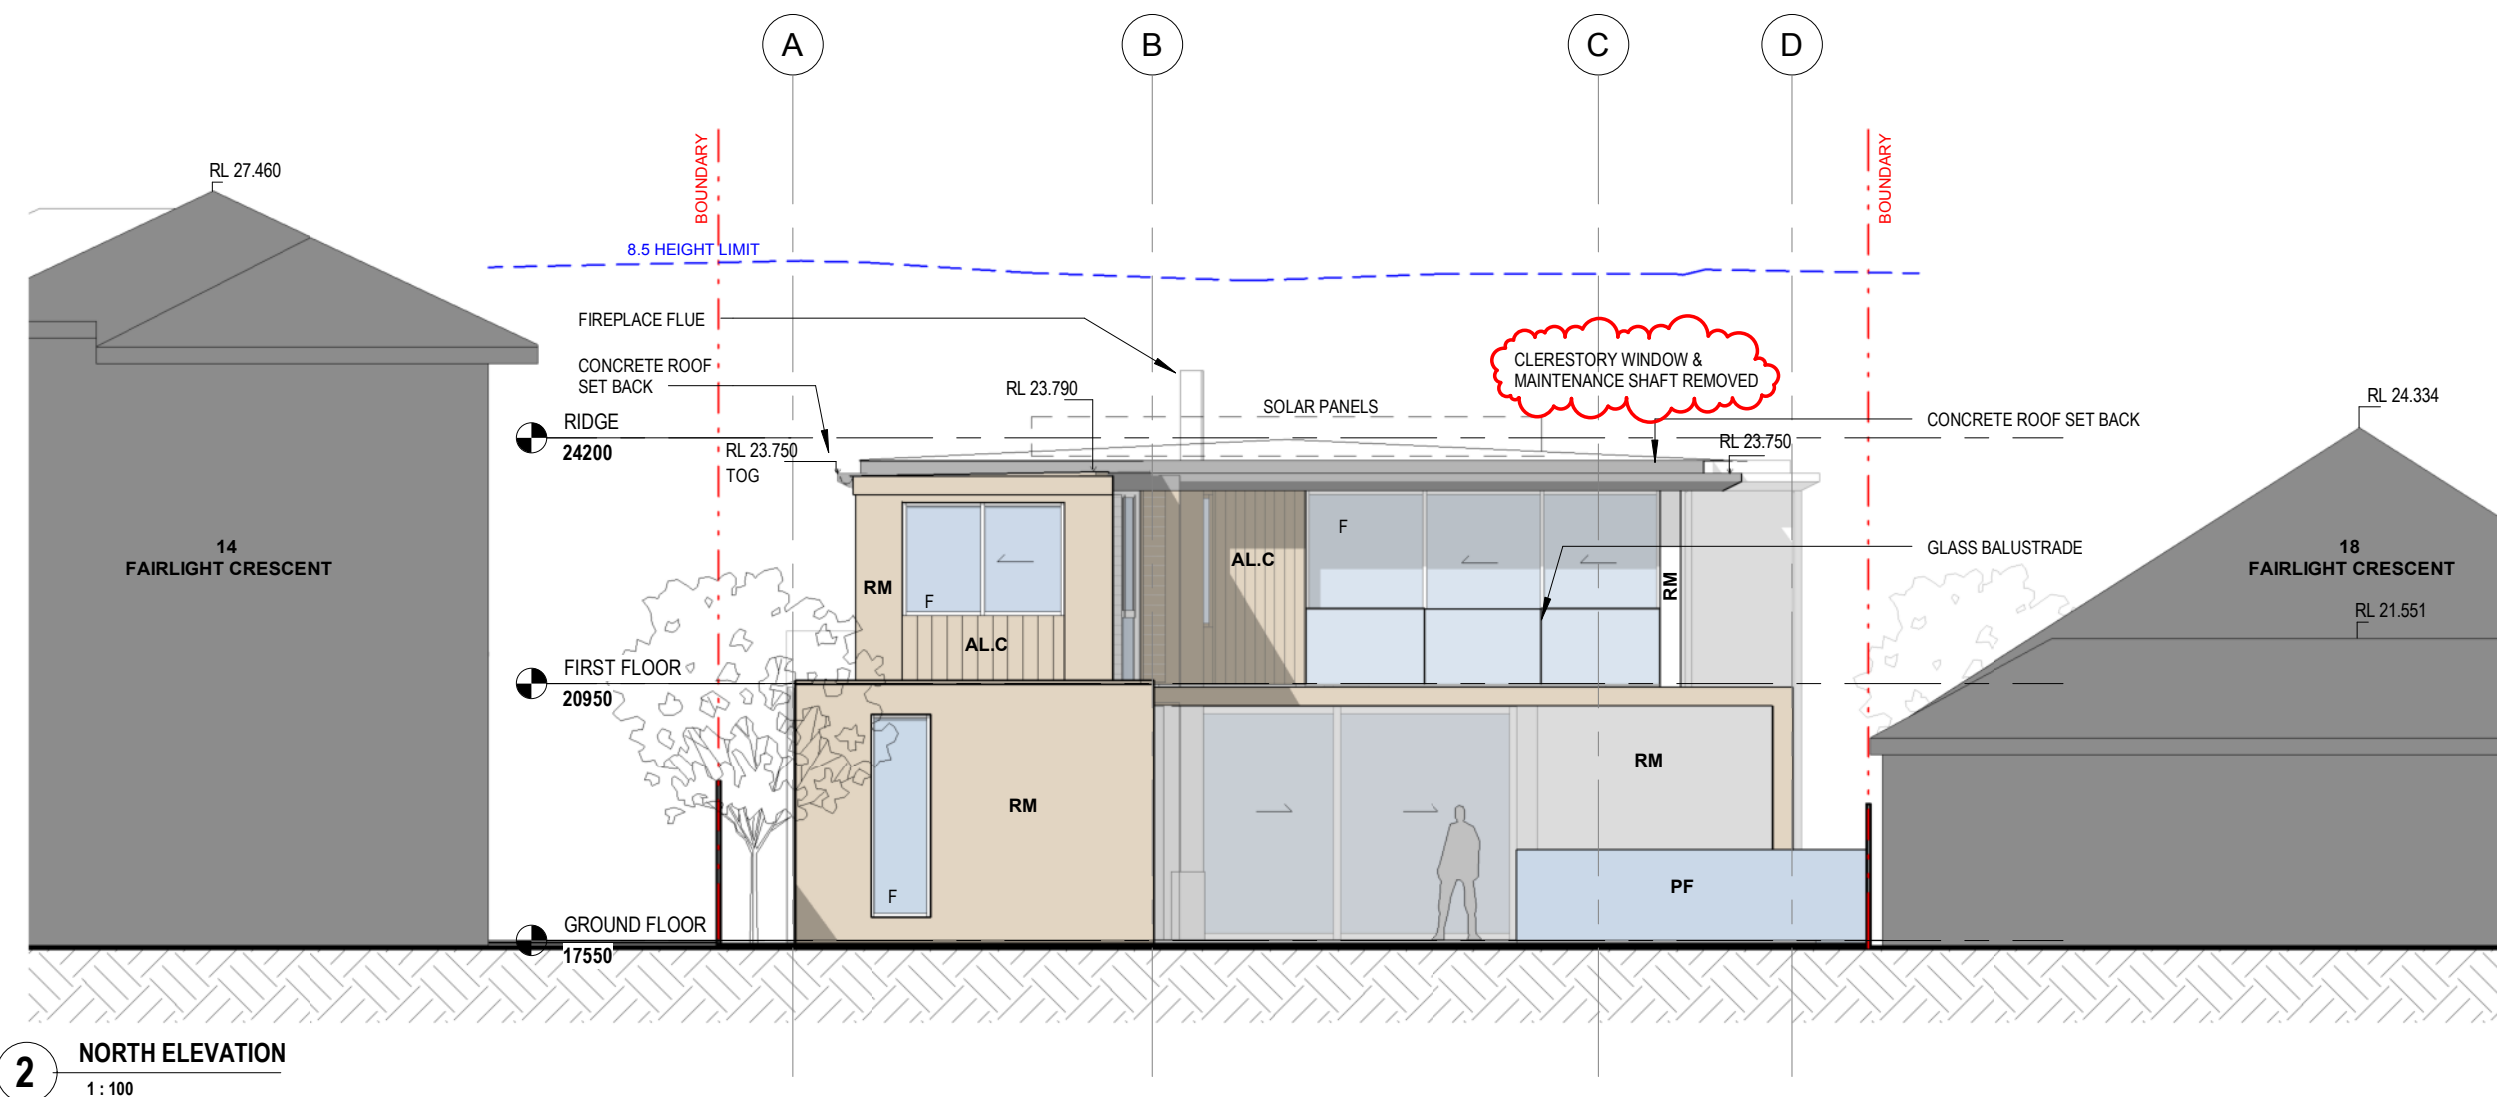 A
B
C
D
BOUNDARY
BOUNDARY
RL 27.460
8.5 HEIGHT LIMIT
FIREPLACE FLUE
CONCRETE ROOF
SET BACK
CLERESTORY WINDOW &
MAINTENANCE SHAFT REMOVED
RL 23.790
SOLAR PANELS
RL 24.334
RIDGE
24200
CONCRETE ROOF SET BACK
RL 23.750
TOG
RL 23.750
14
FAIRLIGHT CRESCENT
F
GLASS BALUSTRADE
18
FAIRLIGHT CRESCENT
AL.C
RM
F
RM
RL 21.551
AL.C
FIRST FLOOR
20950
RM
RM
PF
F
GROUND FLOOR
17550
2
NORTH ELEVATION
1 : 100